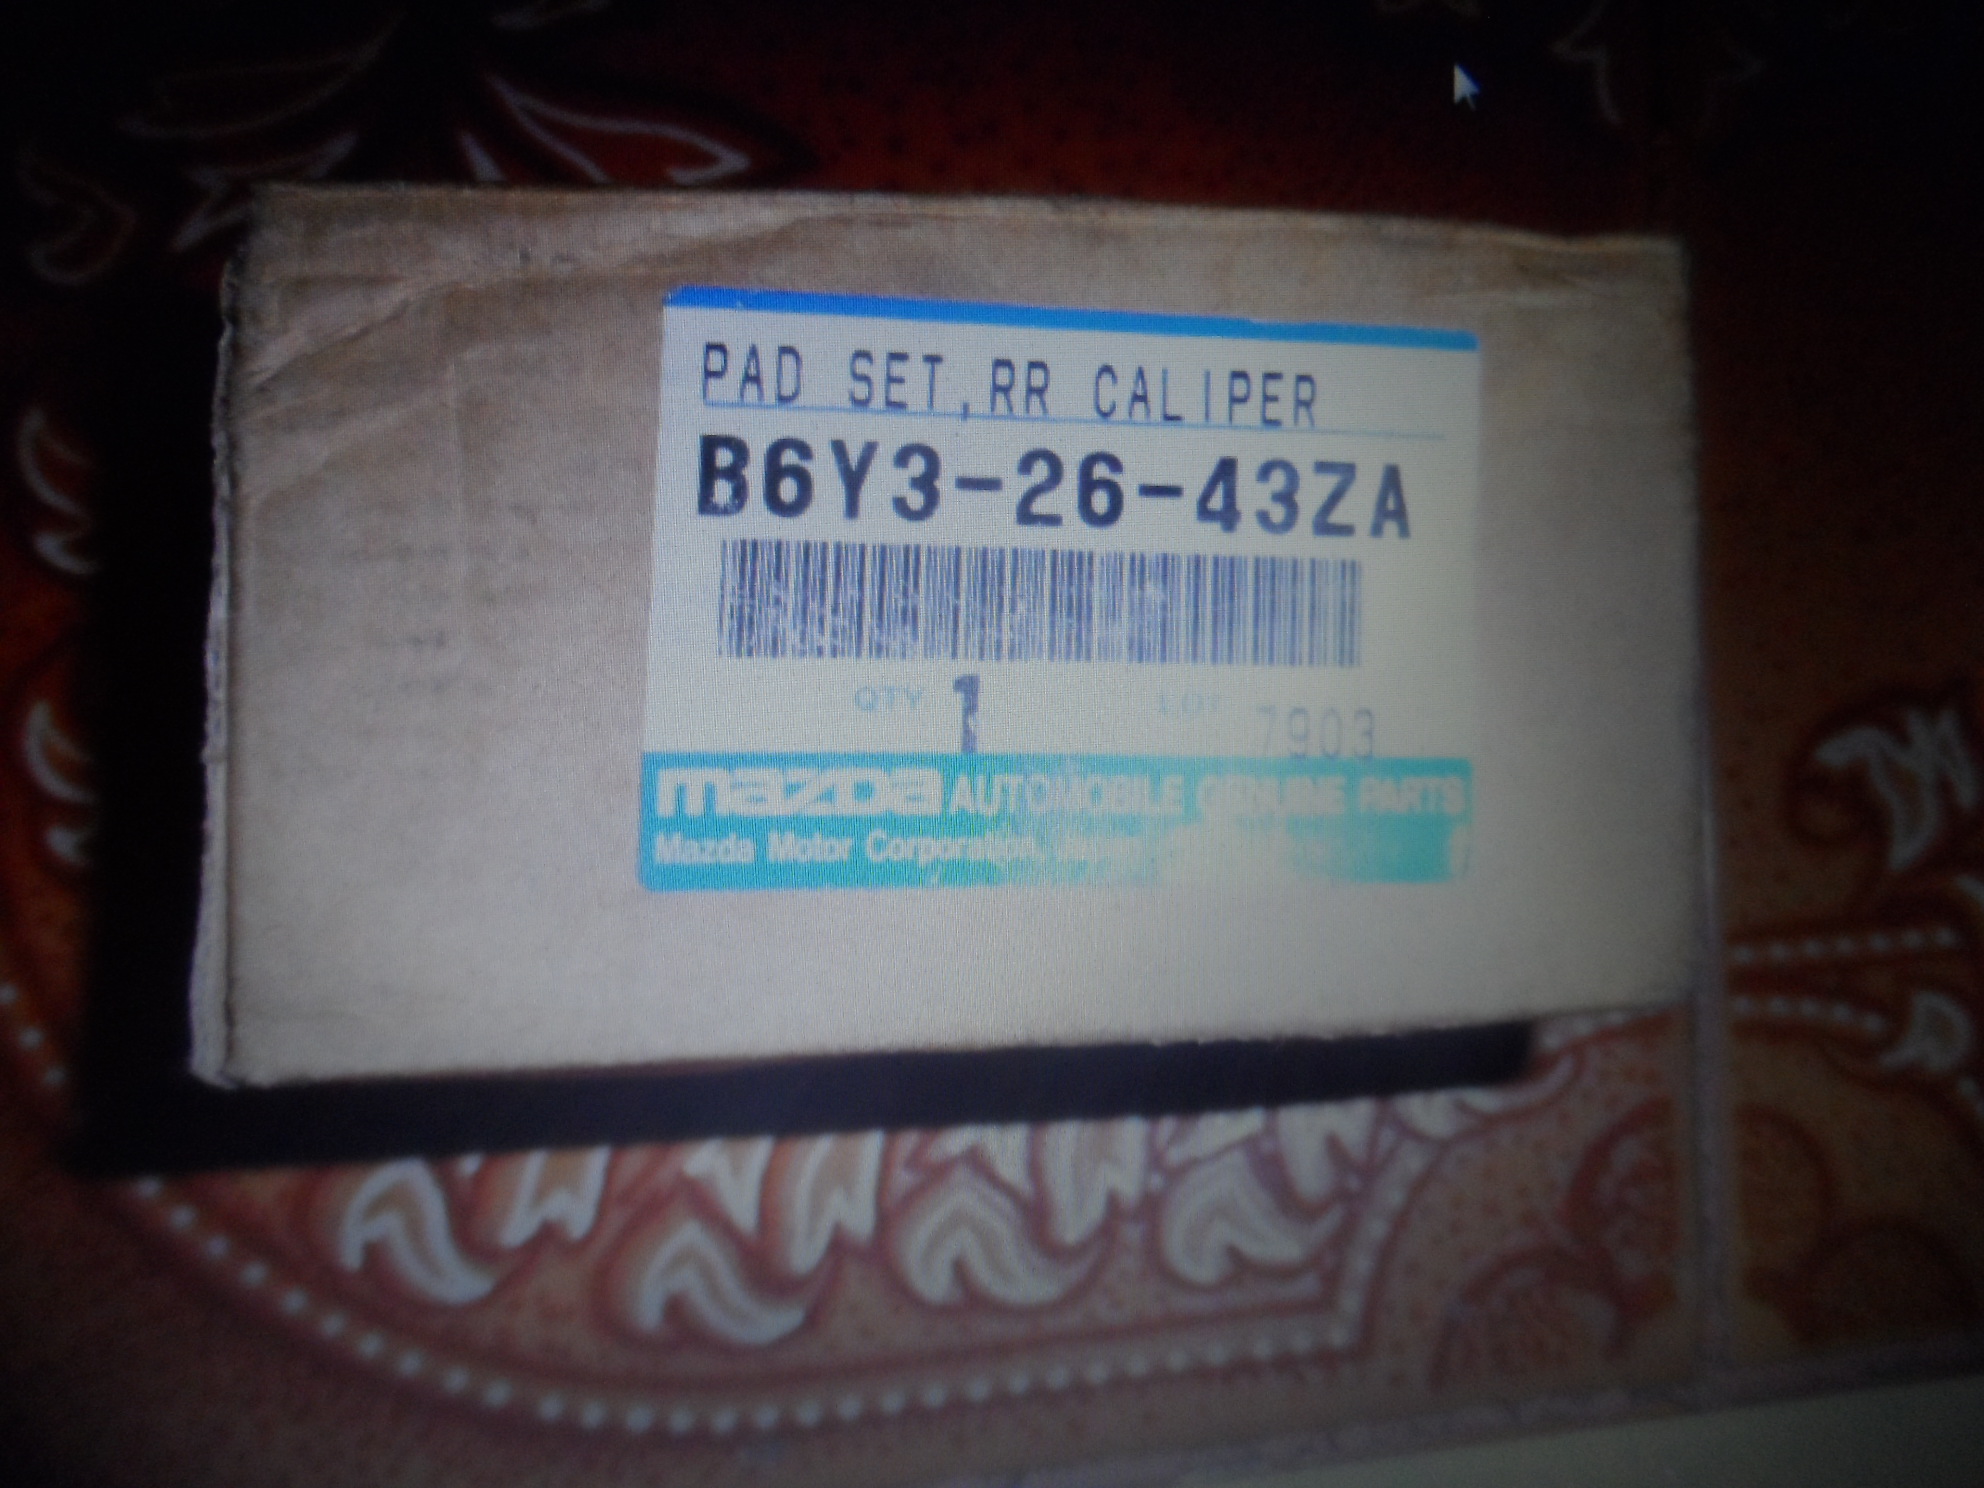 PAD SET,RR CALIPER
B6Y3-26-43ZA
QTY 1 LOT 7903
mazda AUTOMOBILE GENUINE PARTS
Mazda Motor Corporation,